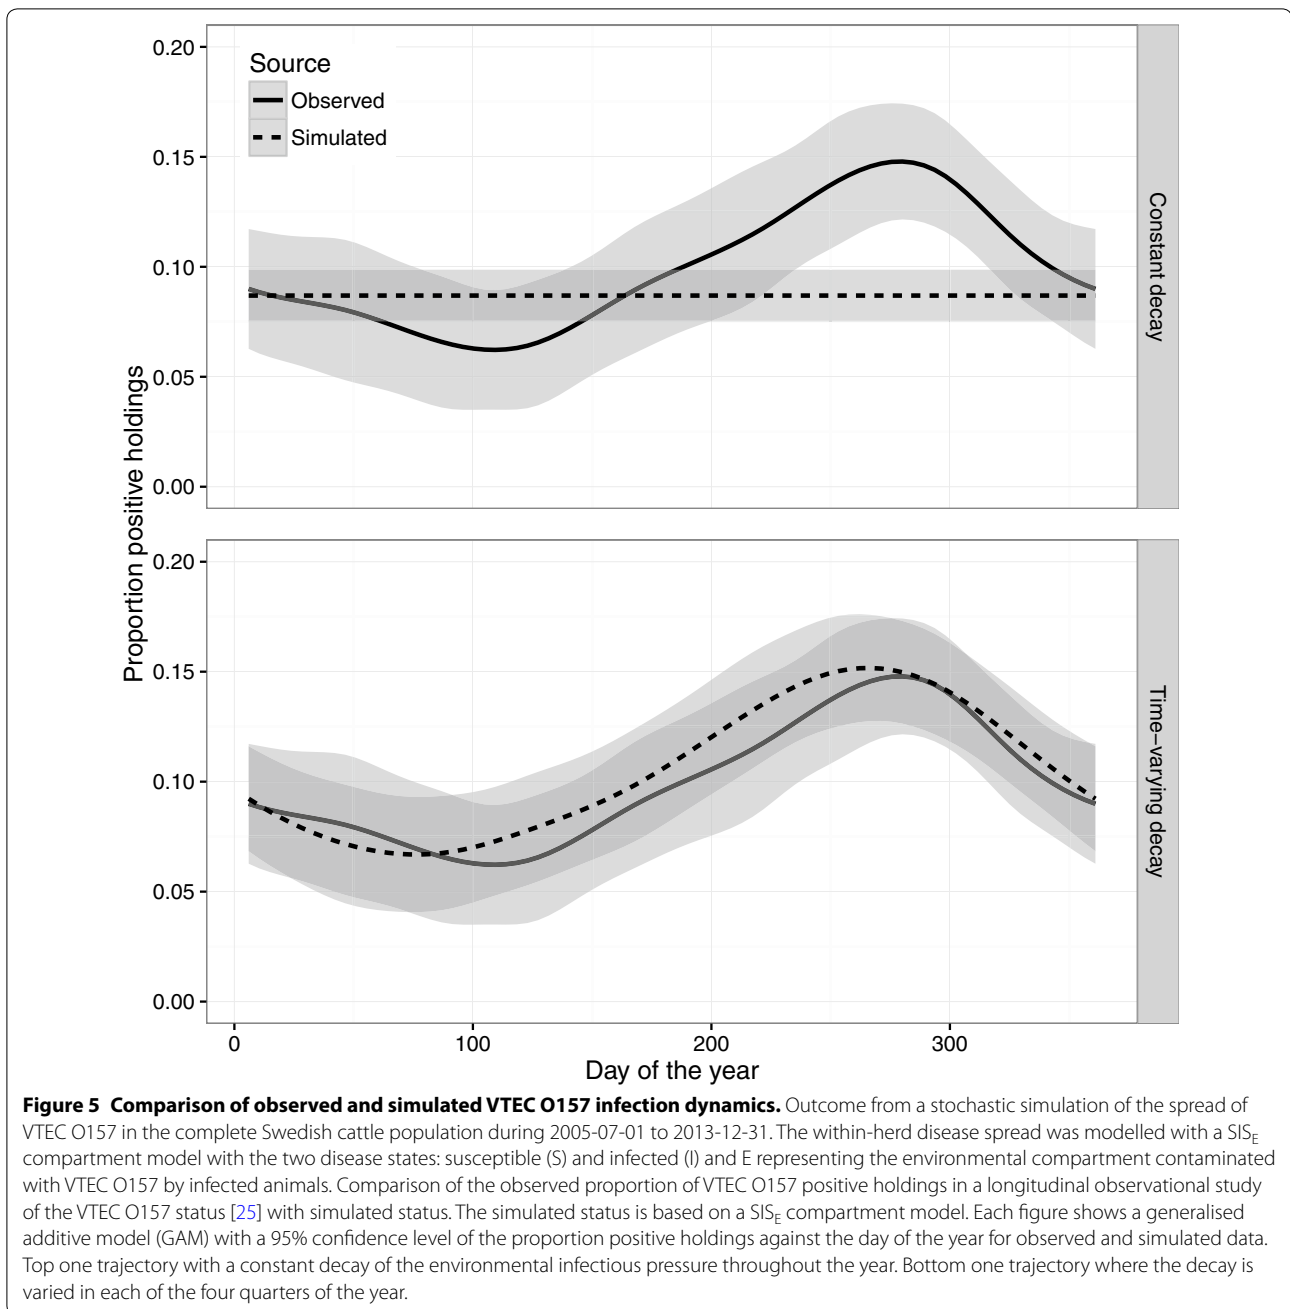 0.20
0.15
0.10
0.05
0.00
Source
Observed
Simulated
Constant decay
Proportion positive holdings
0.20
0.15
0.10
0.05
0.00
Time−varying decay
0 100 200 300
Day of the year
Figure 5 Comparison of observed and simulated VTEC O157 infection dynamics. Outcome from a stochastic simulation of the spread of
VTEC O157 in the complete Swedish cattle population during 2005-07-01 to 2013-12-31. The within-herd disease spread was modelled with a SISE
compartment model with the two disease states: susceptible (S) and infected (I) and E representing the environmental compartment contaminated
with VTEC O157 by infected animals. Comparison of the observed proportion of VTEC O157 positive holdings in a longitudinal observational study
of the VTEC O157 status [25] with simulated status. The simulated status is based on a SISE compartment model. Each figure shows a generalised
additive model (GAM) with a 95% confidence level of the proportion positive holdings against the day of the year for observed and simulated data.
Top one trajectory with a constant decay of the environmental infectious pressure throughout the year. Bottom one trajectory where the decay is
varied in each of the four quarters of the year.